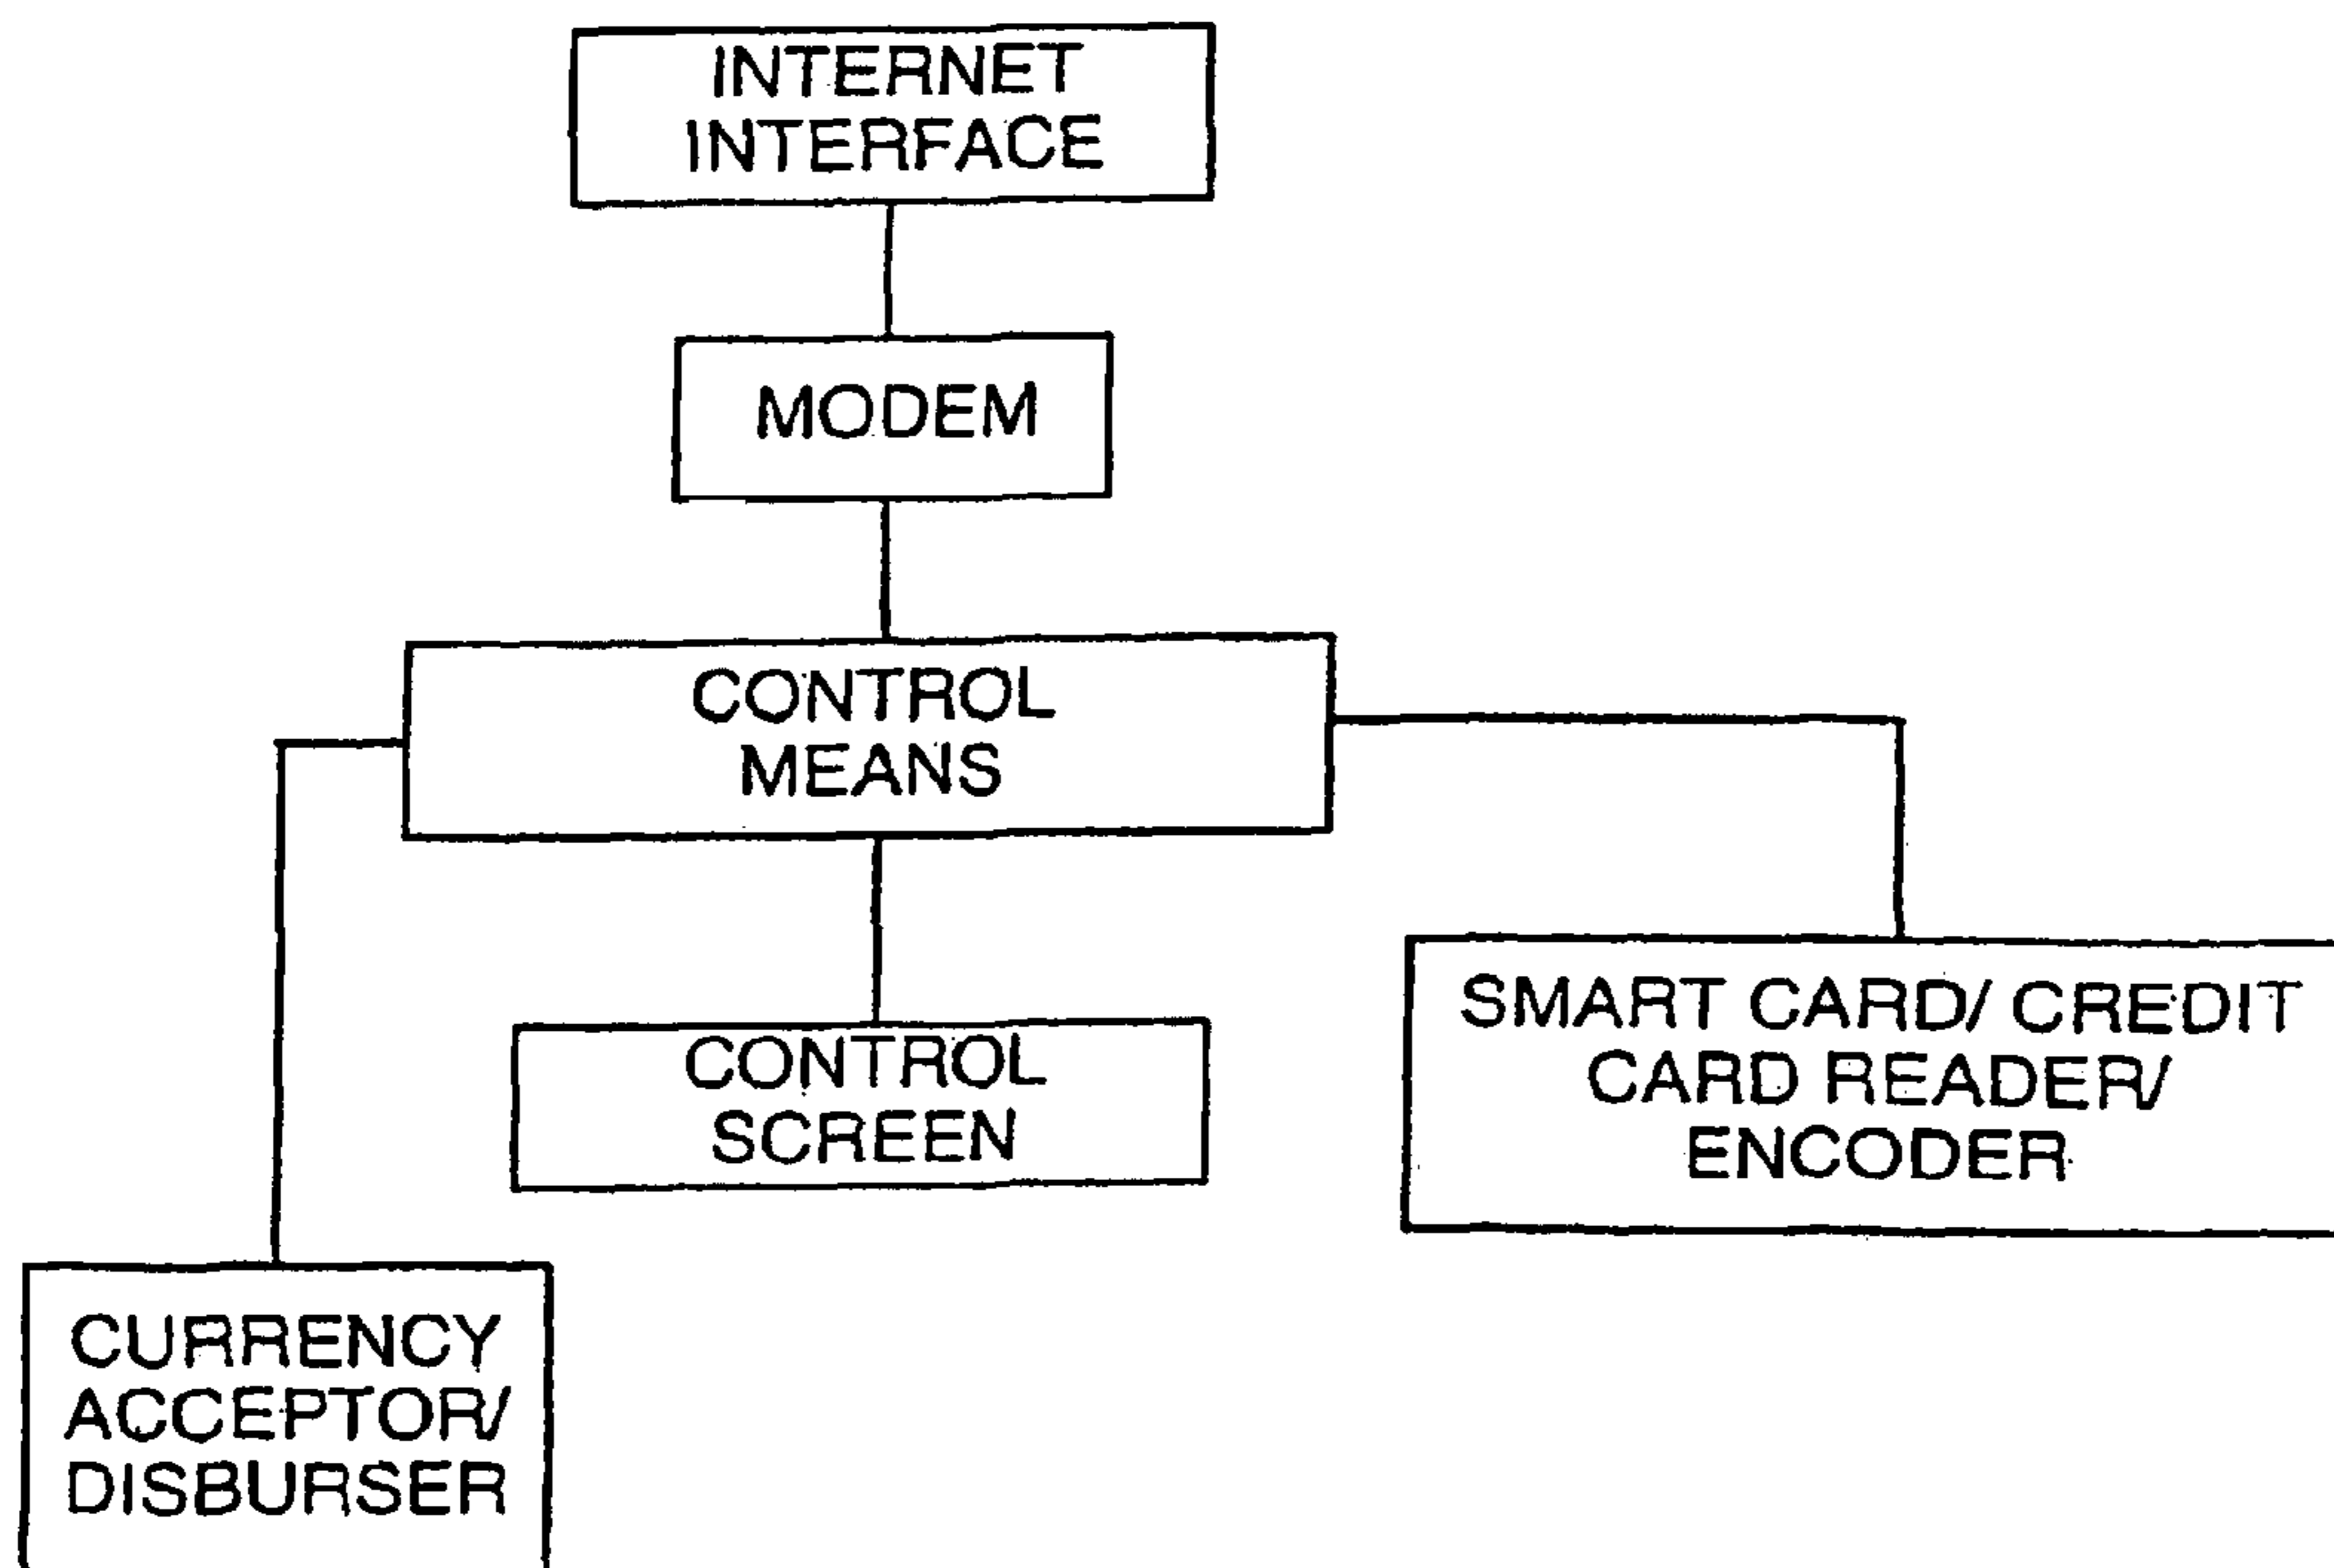 INTERNET
INTERFACE
MODEM
CONTROL
MEANS
CONTROL
SCREEN
SMART CARD/ CREDIT
CARD READER/
ENCODER
CURRENCY
ACCEPTOR/
DISBURSER